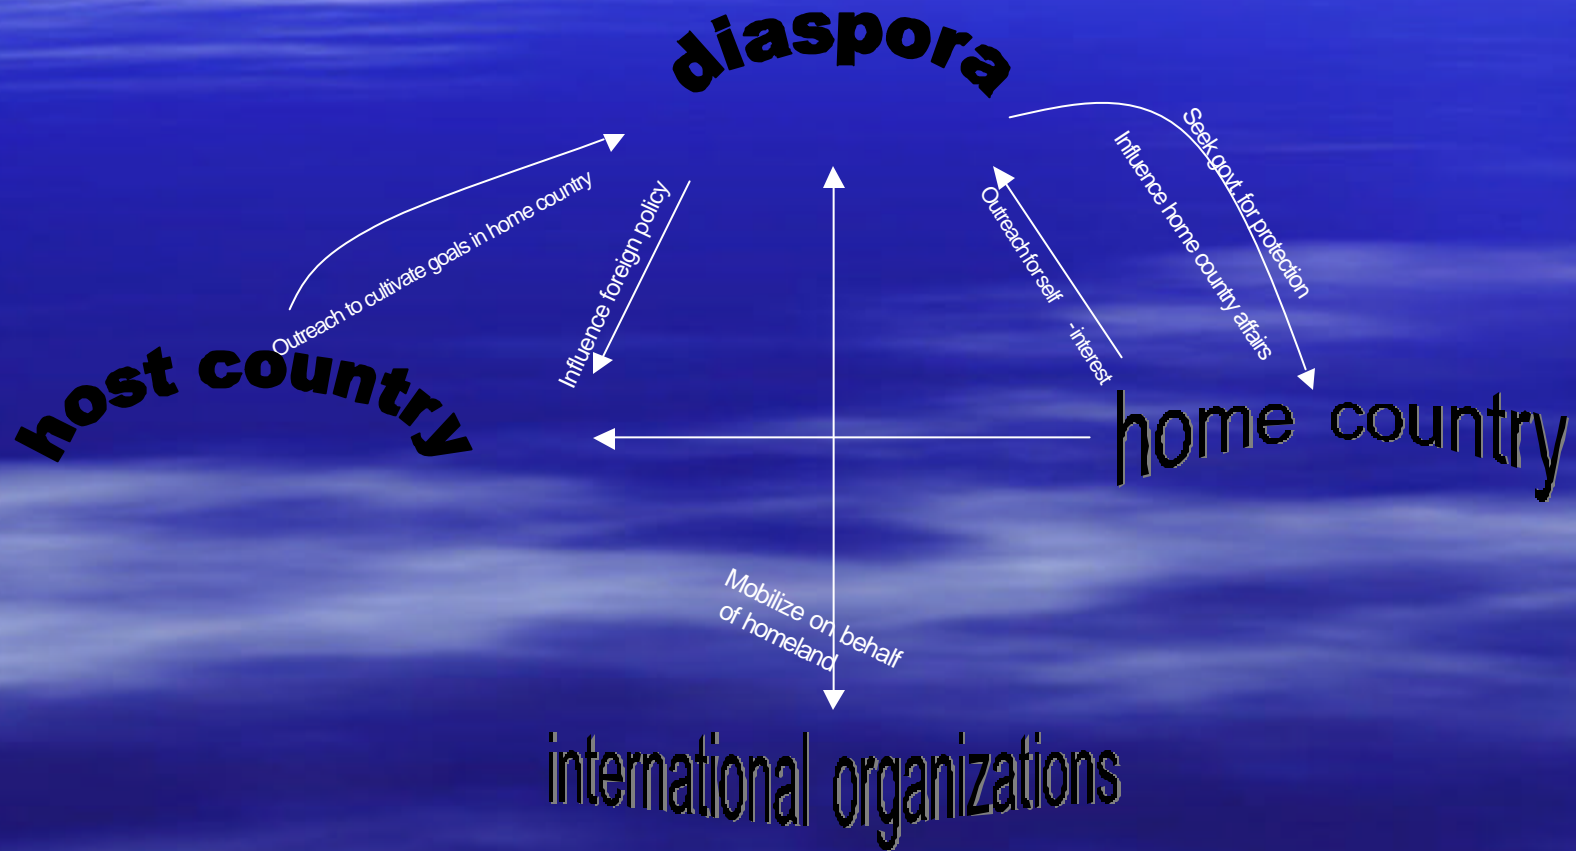 diaspora
Outreach to cultivate goals in home country
Influence foreign policy
Outreach for self
-interest
Influence home country affairs
Seek govt. for protection
host country
home country
Mobilize on behalf
of homeland
international organizations